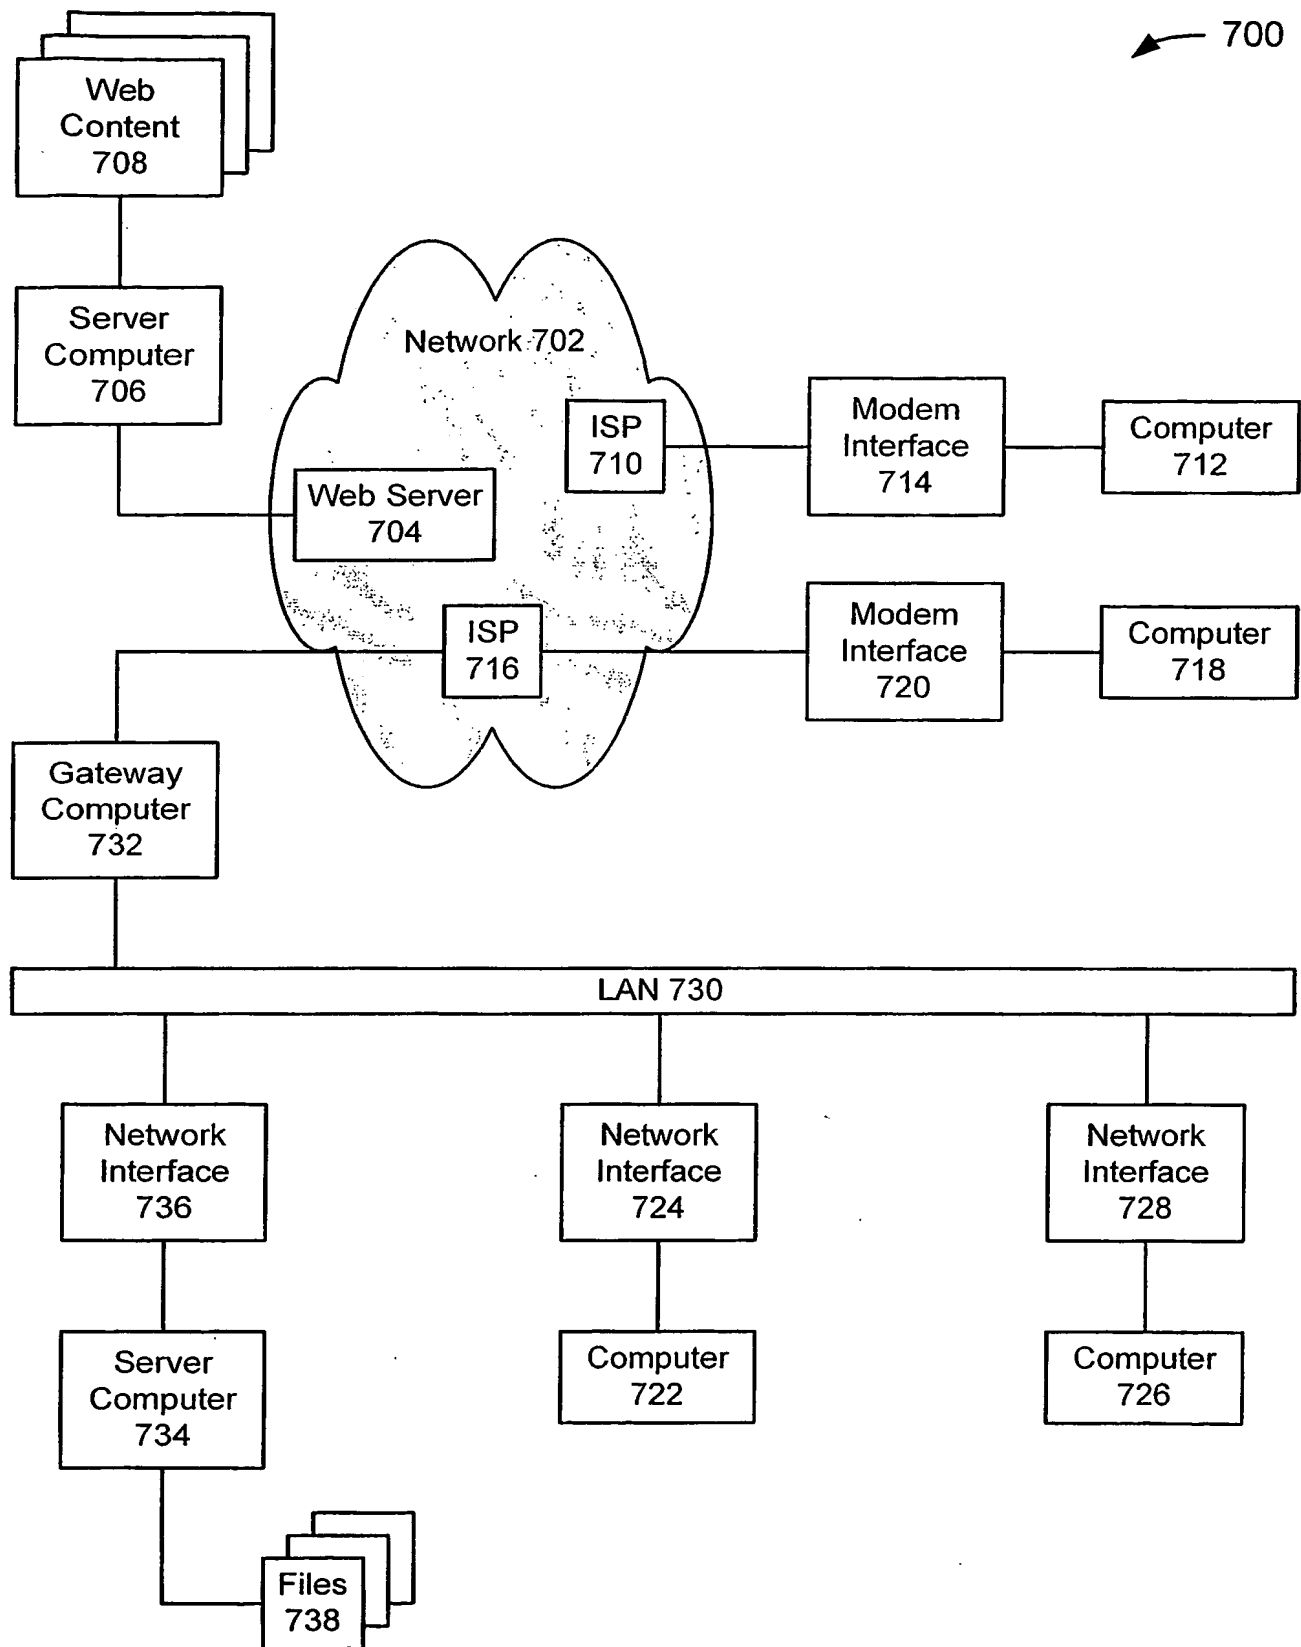 700
Web
Content
708
Server
Computer
706
Network 702
ISP
710
Modem
Interface
714
Computer
712
Web Server
704
ISP
716
Modem
Interface
720
Computer
718
Gateway
Computer
732
LAN 730
Network
Interface
736
Network
Interface
724
Network
Interface
728
Server
Computer
734
Computer
722
Computer
726
Files
738